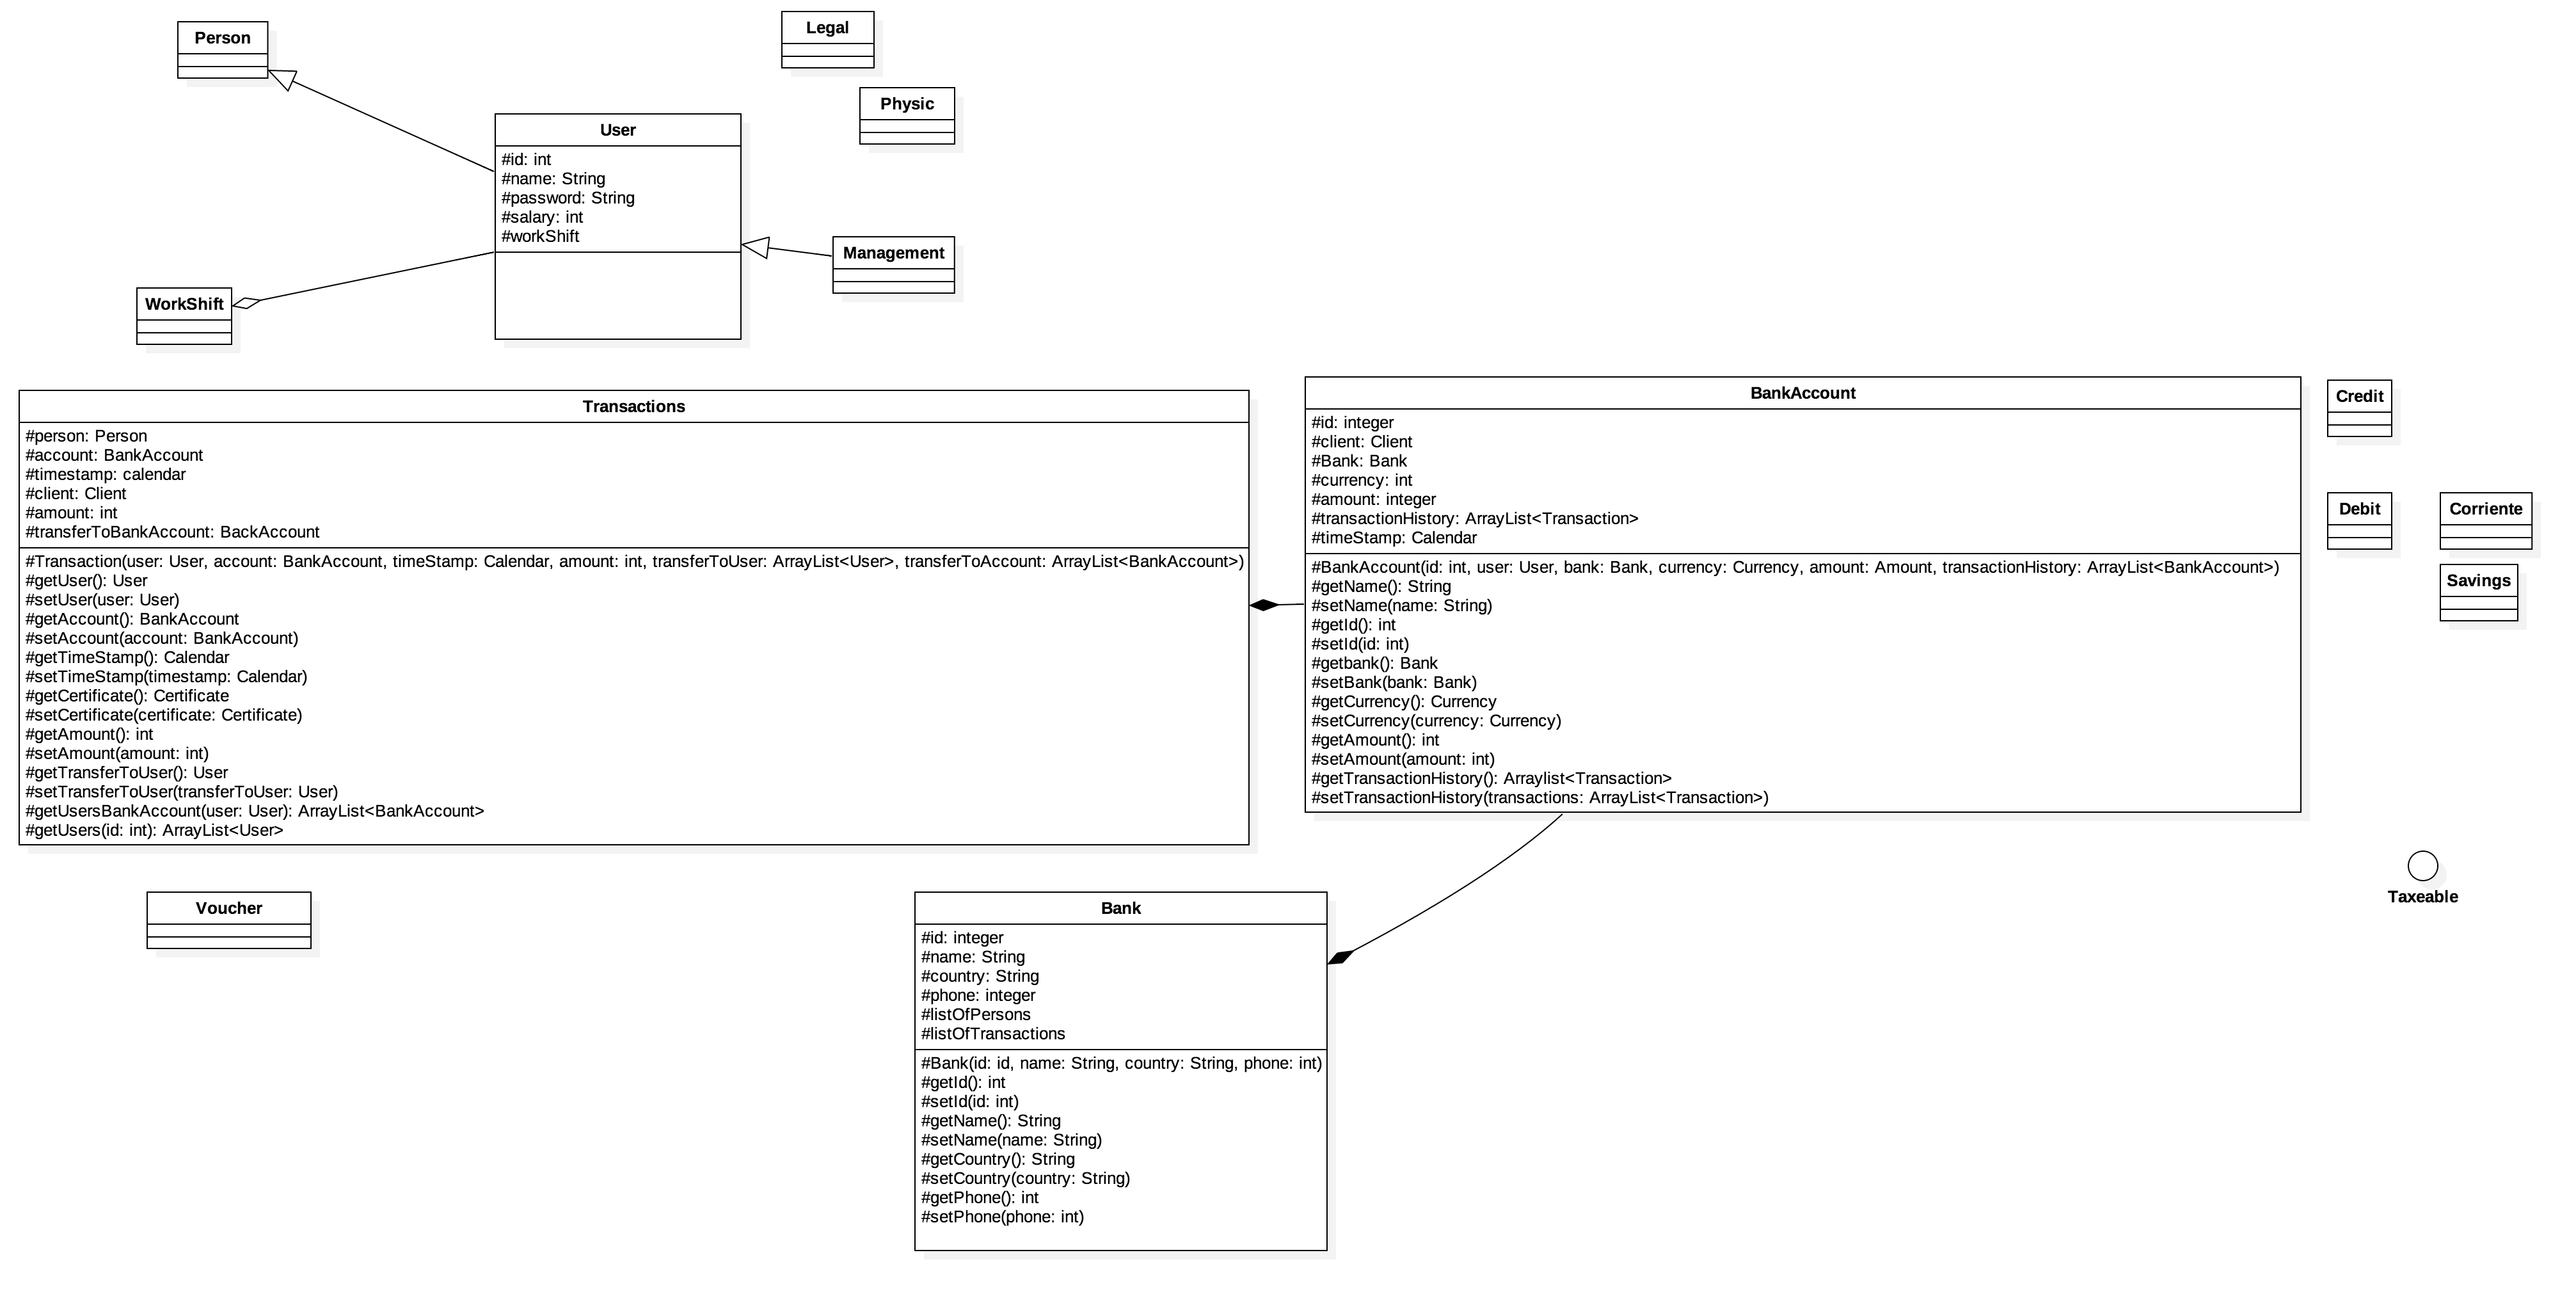 Person
Legal
Physic
User
#id: int
#name: String
#password: String
#salary: int
#workShift
Management
WorkShift
Transactions
#person: Person
#account: BankAccount
#timestamp: calendar
#client: Client
#amount: int
#transferToBankAccount: BackAccount
#Transaction(user: User, account: BankAccount, timeStamp: Calendar, amount: int, transferToUser: ArrayList<User>, transferToAccount: ArrayList<BankAccount>)
#getUser(): User
#setUser(user: User)
#getAccount(): BankAccount
#setAccount(account: BankAccount)
#getTimeStamp(): Calendar
#setTimeStamp(timestamp: Calendar)
#getCertificate(): Certificate
#setCertificate(certificate: Certificate)
#getAmount(): int
#setAmount(amount: int)
#getTransferToUser(): User
#setTransferToUser(transferToUser: User)
#getUsersBankAccount(user: User): ArrayList<BankAccount>
#getUsers(id: int): ArrayList<User>
BankAccount
#id: integer
#client: Client
#Bank: Bank
#currency: int
#amount: integer
#transactionHistory: ArrayList<Transaction>
#timeStamp: Calendar
#BankAccount(id: int, user: User, bank: Bank, currency: Currency, amount: Amount, transactionHistory: ArrayList<BankAccount>)
#getName(): String
#setName(name: String)
#getId(): int
#setId(id: int)
#getbank(): Bank
#setBank(bank: Bank)
#getCurrency(): Currency
#setCurrency(currency: Currency)
#getAmount(): int
#setAmount(amount: int)
#getTransactionHistory(): Arraylist<Transaction>
#setTransactionHistory(transactions: ArrayList<Transaction>)
Credit
Debit
Corriente
Savings
Taxeable
Voucher
Bank
#id: integer
#name: String
#country: String
#phone: integer
#listOfPersons
#listOfTransactions
#Bank(id: id, name: String, country: String, phone: int)
#getId(): int
#setId(id: int)
#getName(): String
#setName(name: String)
#getCountry(): String
#setCountry(country: String)
#getPhone(): int
#setPhone(phone: int)